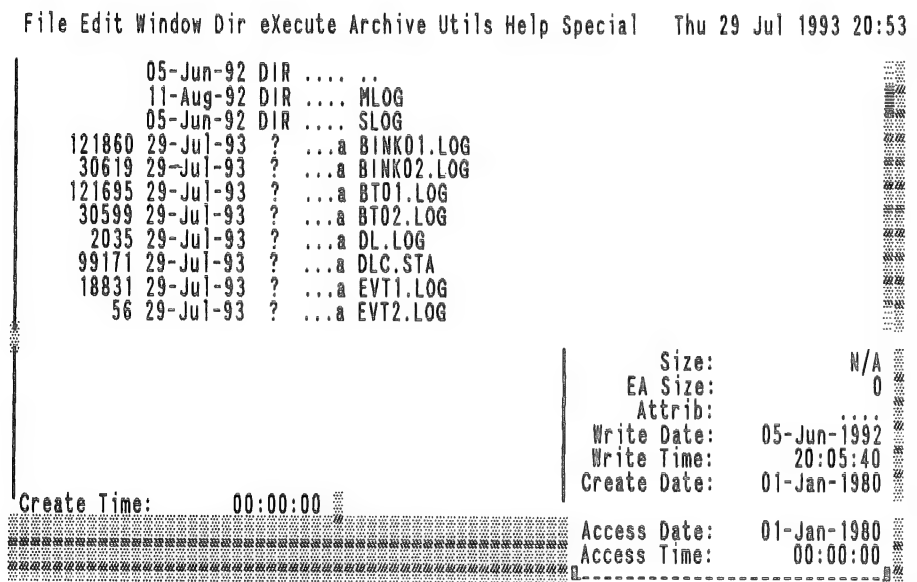 File Edit Window Dir eXecute Archive Utils Help Special Thu 29 Jul 1993 20:53
05-Jun-92 DIR .... ..
11-Aug-92 DIR .... MLOG
05-Jun-92 DIR .... SLOG
121860 29-Jul-93 ? ...a BINK01.LOG
30619 29-Jul-93 ? ...a BINK02.LOG
121695 29-Jul-93 ? ...a BT01.LOG
30599 29-Jul-93 ? ...a BT02.LOG
2035 29-Jul-93 ? ...a DL.LOG
99171 29-Jul-93 ? ...a DLC.STA
18831 29-Jul-93 ? ...a EVT1.LOG
56 29-Jul-93 ? ...a EVT2.LOG
Size: N/A
EA Size: 0
Attrib: ....
Write Date: 05-Jun-1992
Write Time: 20:05:40
Create Date: 01-Jan-1980
Create Time: 00:00:00
Access Date: 01-Jan-1980
Access Time: 00:00:00